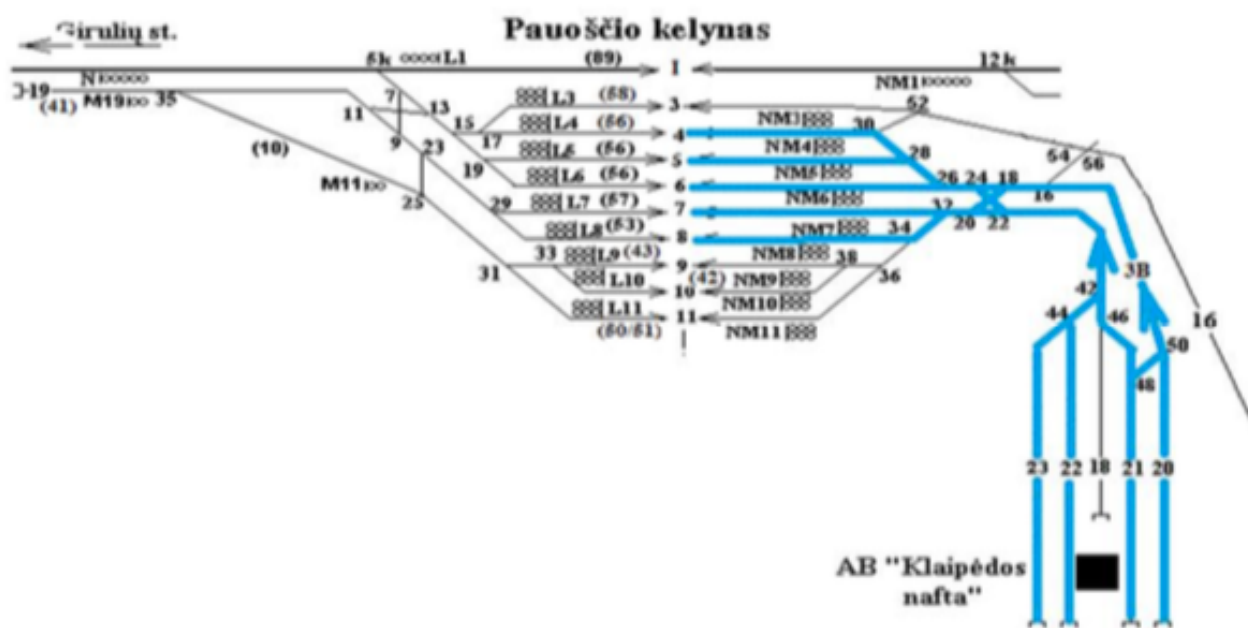 Girulių st.
Pauoščio kelynas
5k L1 (89) I 12k
N NM1
19 (41) M19 35 7 L3 (58) 3 52
11 13 15 L4 (56) 4 NM3 30
17 NM4 28 54 56
(10) 9 23 L5 (56) 5
19 NM5 26 24 18
M11 L6 (56) 6 16
25 29 L7 (57) 7 NM6 32 20 22
L8 (53) 8 NM7 34
33 L9 (43) 9 NM8 38
31 L10 (42) 10 NM9 36 3B
NM10 42
L11 11 44 46 16
(50/51) NM11 50
48
23 22 18 21 20
AB "Klaipėdos
nafta"